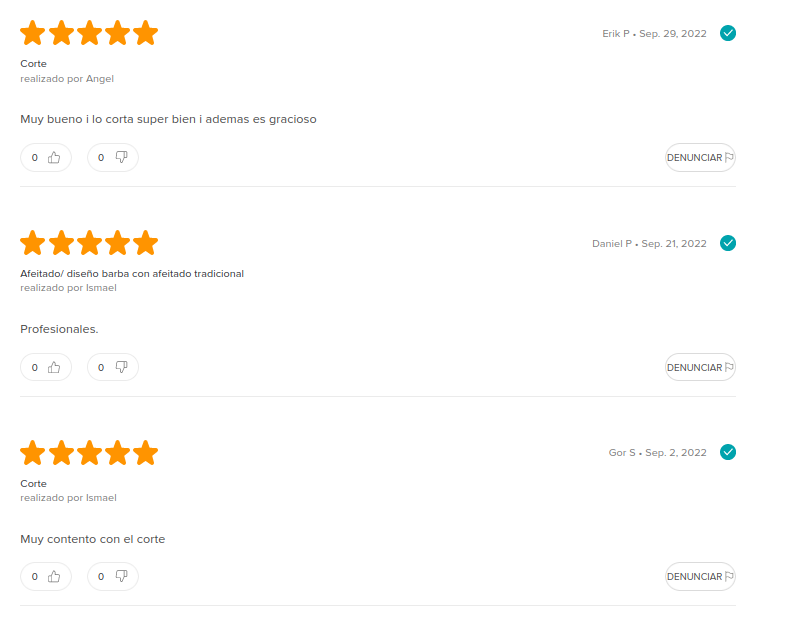 Erik P • Sep. 29, 2022
Corte
realizado por Angel
Muy bueno i lo corta super bien i ademas es gracioso
0 0 DENUNCIAR
Daniel P • Sep. 21, 2022
Afeitado/ diseño barba con afeitado tradicional
realizado por Ismael
Profesionales.
0 0 DENUNCIAR
Gor S • Sep. 2, 2022
Corte
realizado por Ismael
Muy contento con el corte
0 0 DENUNCIAR